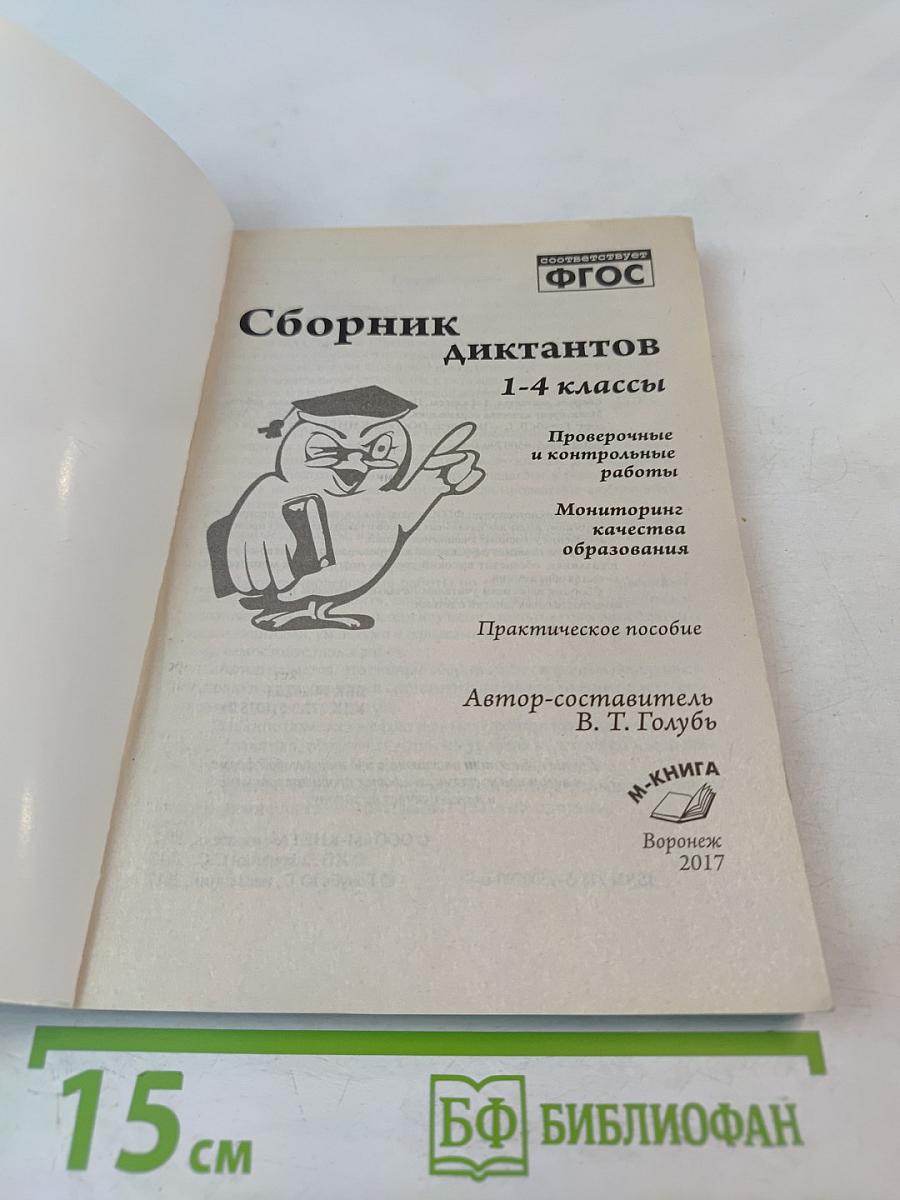 соответствует
ФГОС
Сборник
диктантов
1-4 классы
Проверочные
и контрольные
работы
Мониторинг
качества
образования
Практическое пособие
Автор-составитель
В. Т. Голубь
М-КНИГА
Воронеж
2017
15 см
БФ БИБЛИОФАН